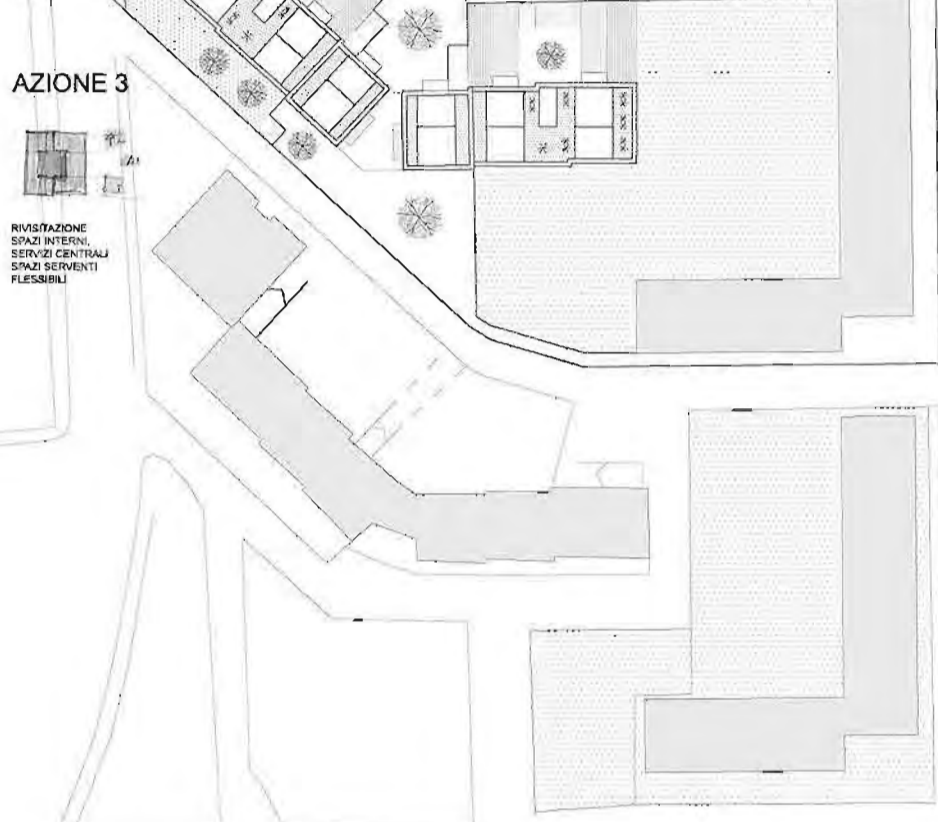 AZIONE 3
RIVISITAZIONE
SPAZI INTERNI,
SERVIZI CENTRALI
SPAZI SERVENTI
FLESSIBILI